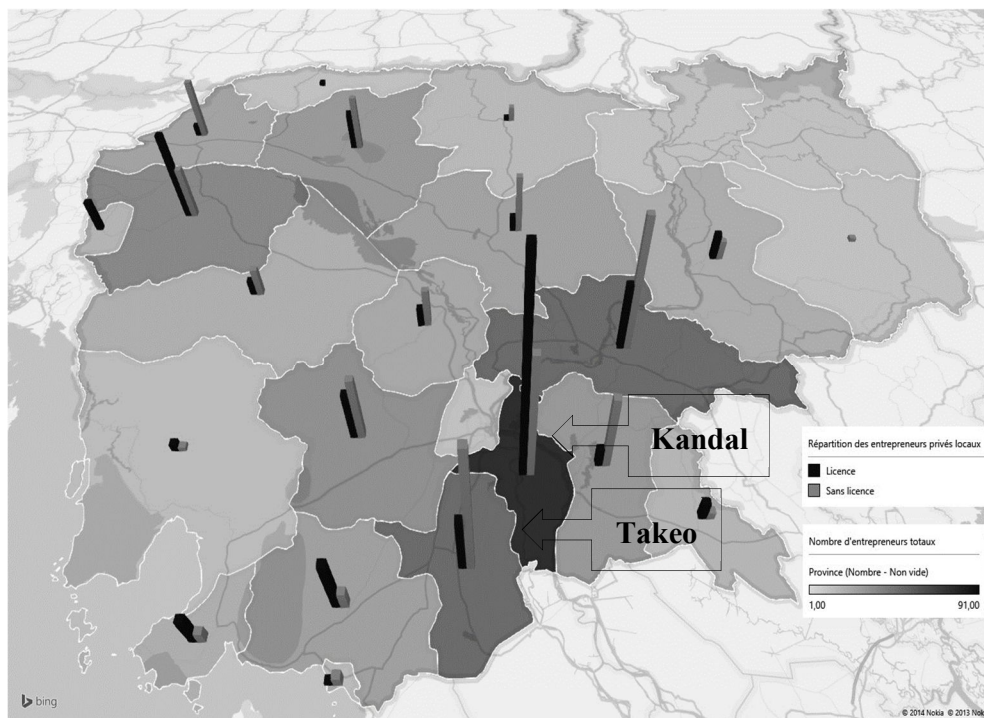 Kandal
Répartition des entrepreneurs privés locaux
Licence
Sans licence
Takeo
Nombre d'entrepreneurs totaux
Province (Nombre - Non vide)
1,00 91,00
bing
© 2014 Nokia © 2013 Nok